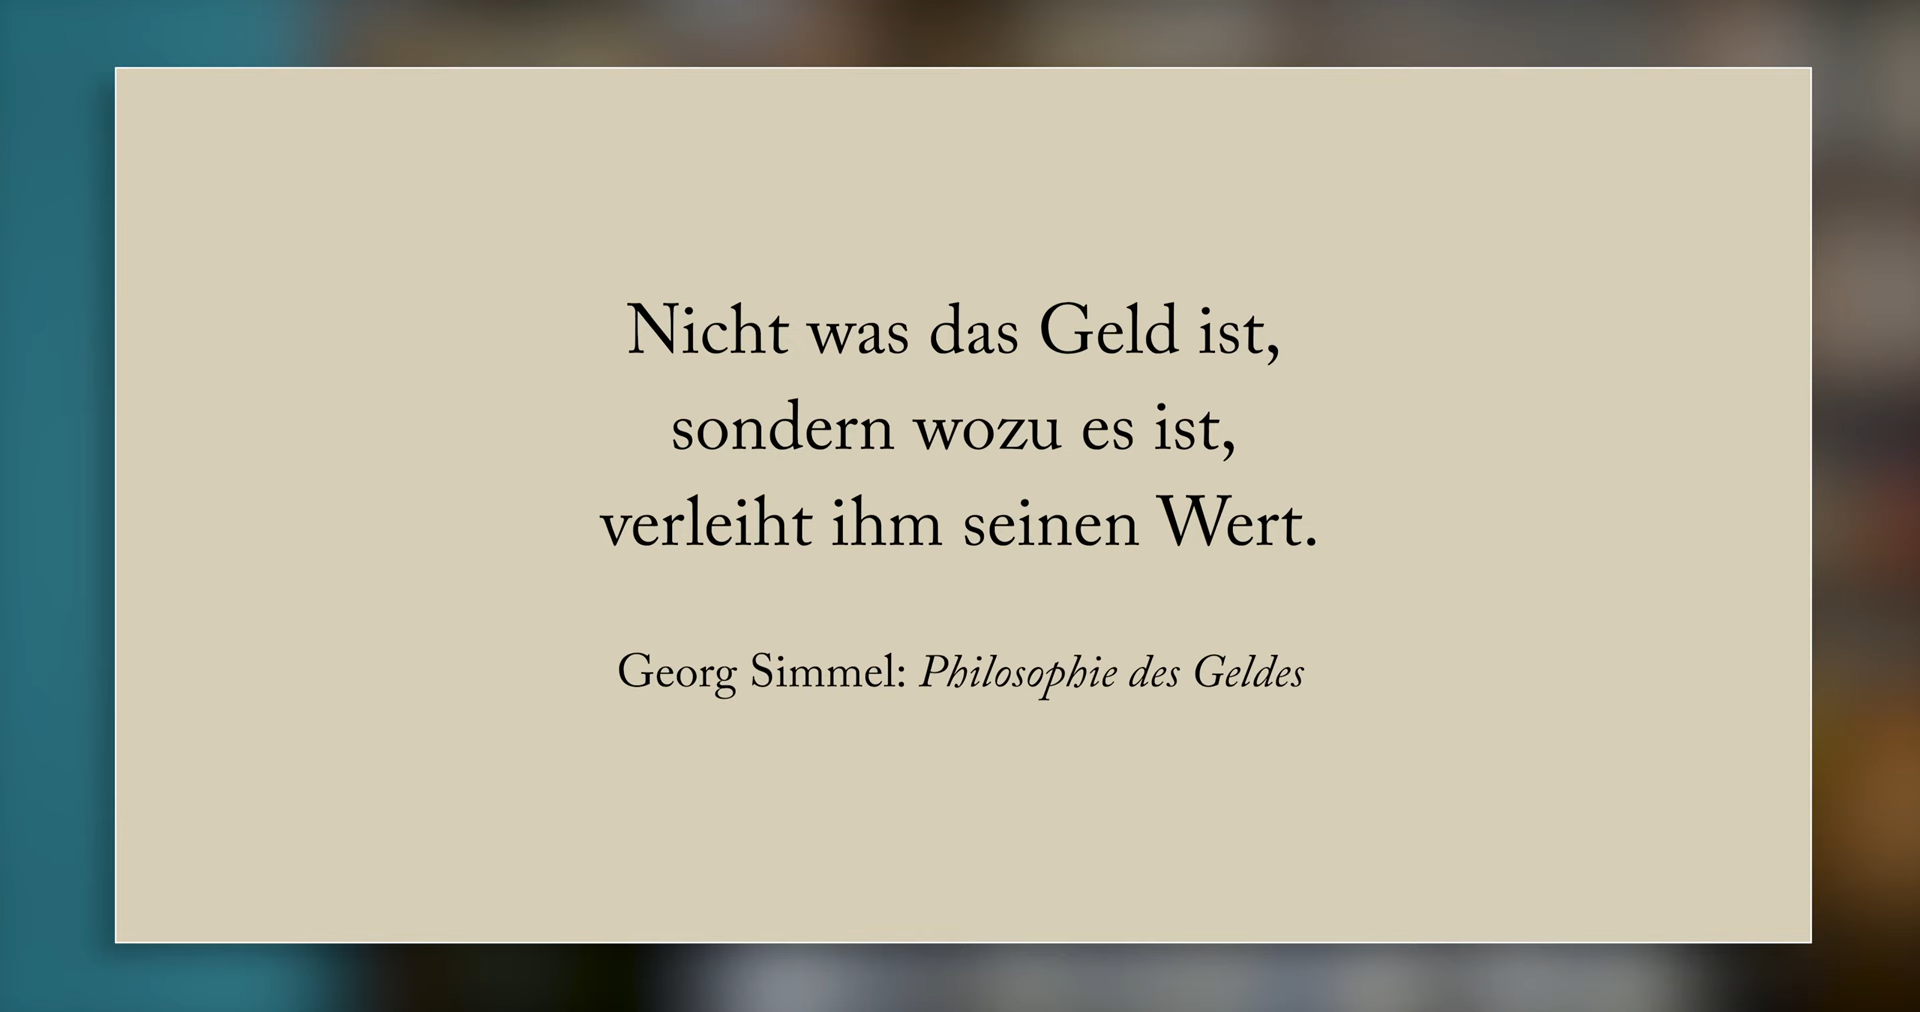 Nicht was das Geld ist,
sondern wozu es ist,
verleiht ihm seinen Wert.
Georg Simmel: Philosophie des Geldes